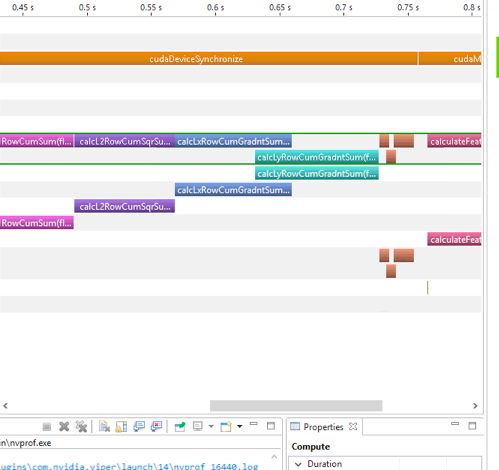 0.45 s 0.5 s 0.55 s 0.6 s 0.65 s 0.7 s 0.75 s 0.8 s
cudaDeviceSynchronize cudaM
RowCumSum(fl... calcL2RowCumSqrSu... calcLxRowCumGradntSum... calculateFeat
calcLyRowCumGradntSum(f...
calcLyRowCumGradntSum(f...
calcLxRowCumGradntSum...
calcL2RowCumSqrSu...
RowCumSum(fl...
calculateFeat
Properties
in\nvprof.exe
Compute
ugins\com.nvidia.viper\launch\14\nvprof_16440.log
Duration